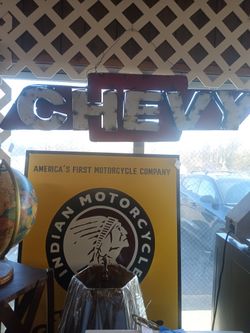 CHEVY
AMERICA'S FIRST MOTORCYCLE COMPANY
INDIAN MOTORCYCLE